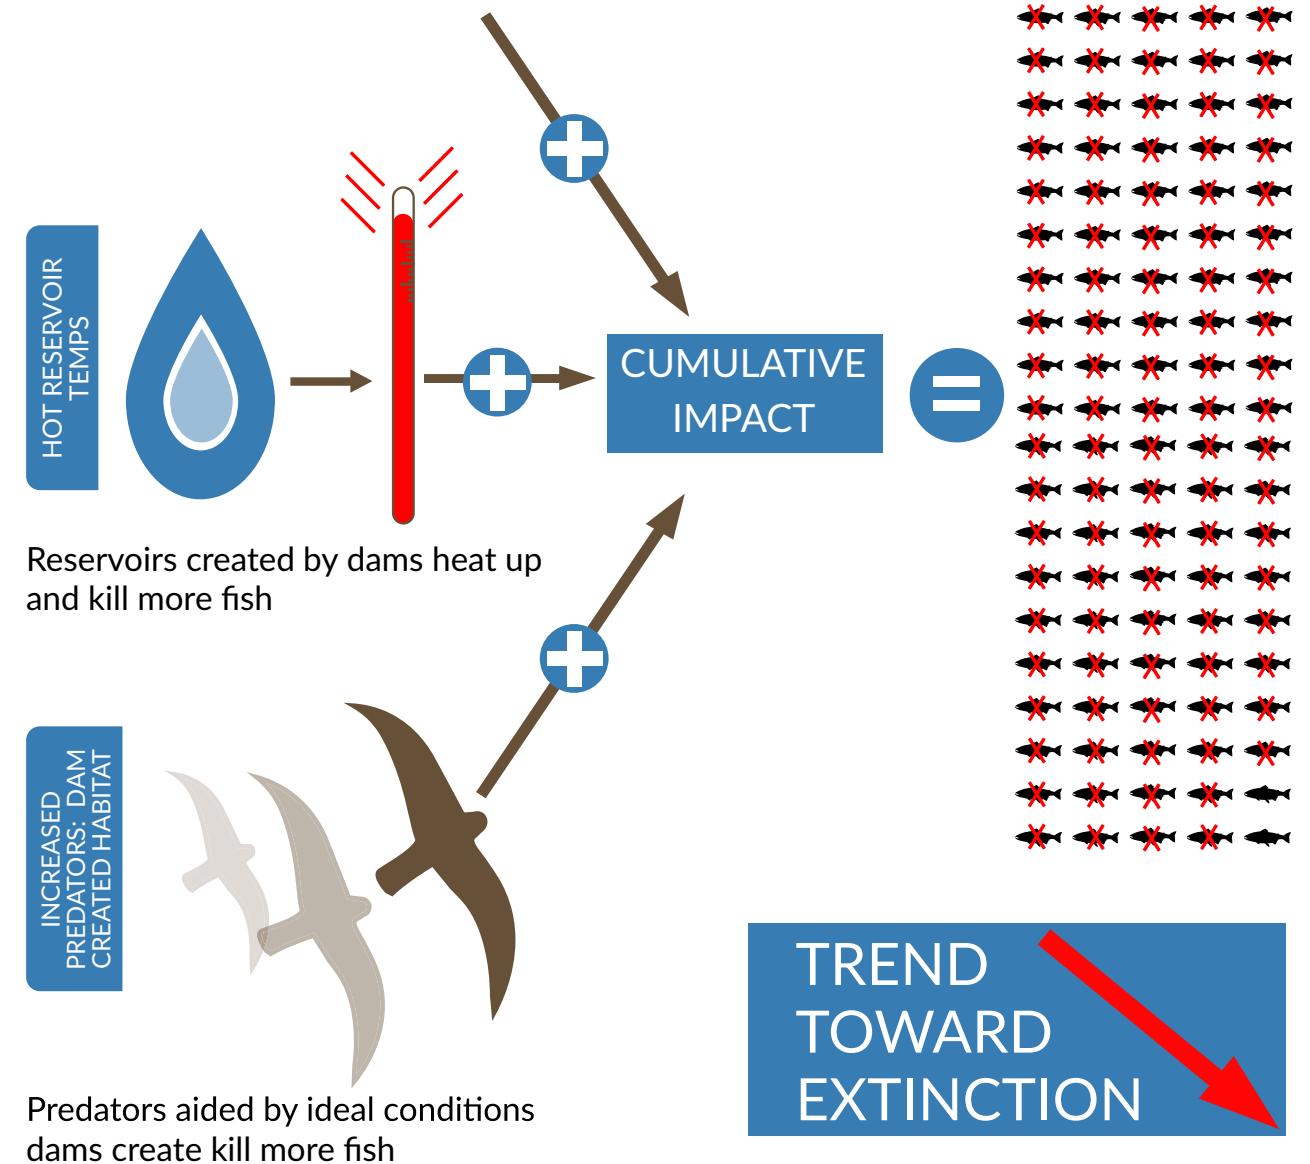 HOT RESERVOIR
TEMPS
Reservoirs created by dams heat up
and kill more fish
CUMULATIVE
IMPACT
INCREASED
PREDATORS: DAM
CREATED HABITAT
Predators aided by ideal conditions
dams create kill more fish
TREND
TOWARD
EXTINCTION